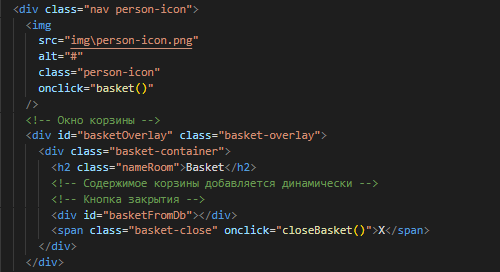 <div class="nav person-icon">
<img
src="img\person-icon.png"
alt="#"
class="person-icon"
onclick="basket()"
/>
<!-- Окно корзины -->
<div id="basketOverlay" class="basket-overlay">
<div class="basket-container">
<h2 class="nameRoom">Basket</h2>
<!-- Содержимое корзины добавляется динамически -->
<!-- Кнопка закрытия -->
<div id="basketFromDb"></div>
<span class="basket-close" onclick="closeBasket()">X</span>
</div>
</div>